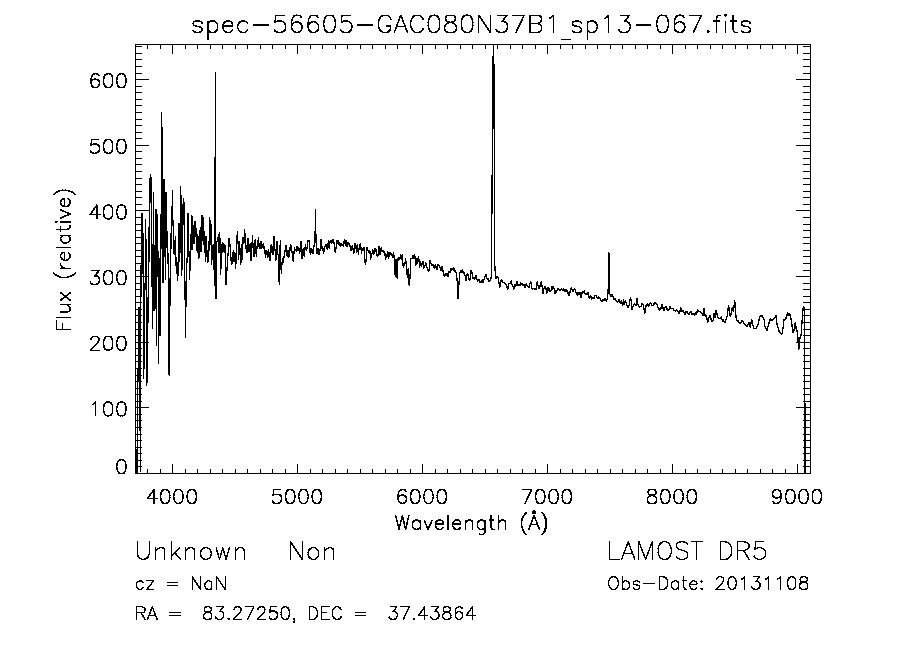 spec-56605-GAC080N37B1_sp13-067.fits
600
500
400
300
200
100
0
Flux (relative)
4000 5000 6000 7000 8000 9000
Wavelength (Å)
Unknown Non LAMOST DR5
cz = NaN Obs-Date: 20131108
RA = 83.27250, DEC = 37.43864